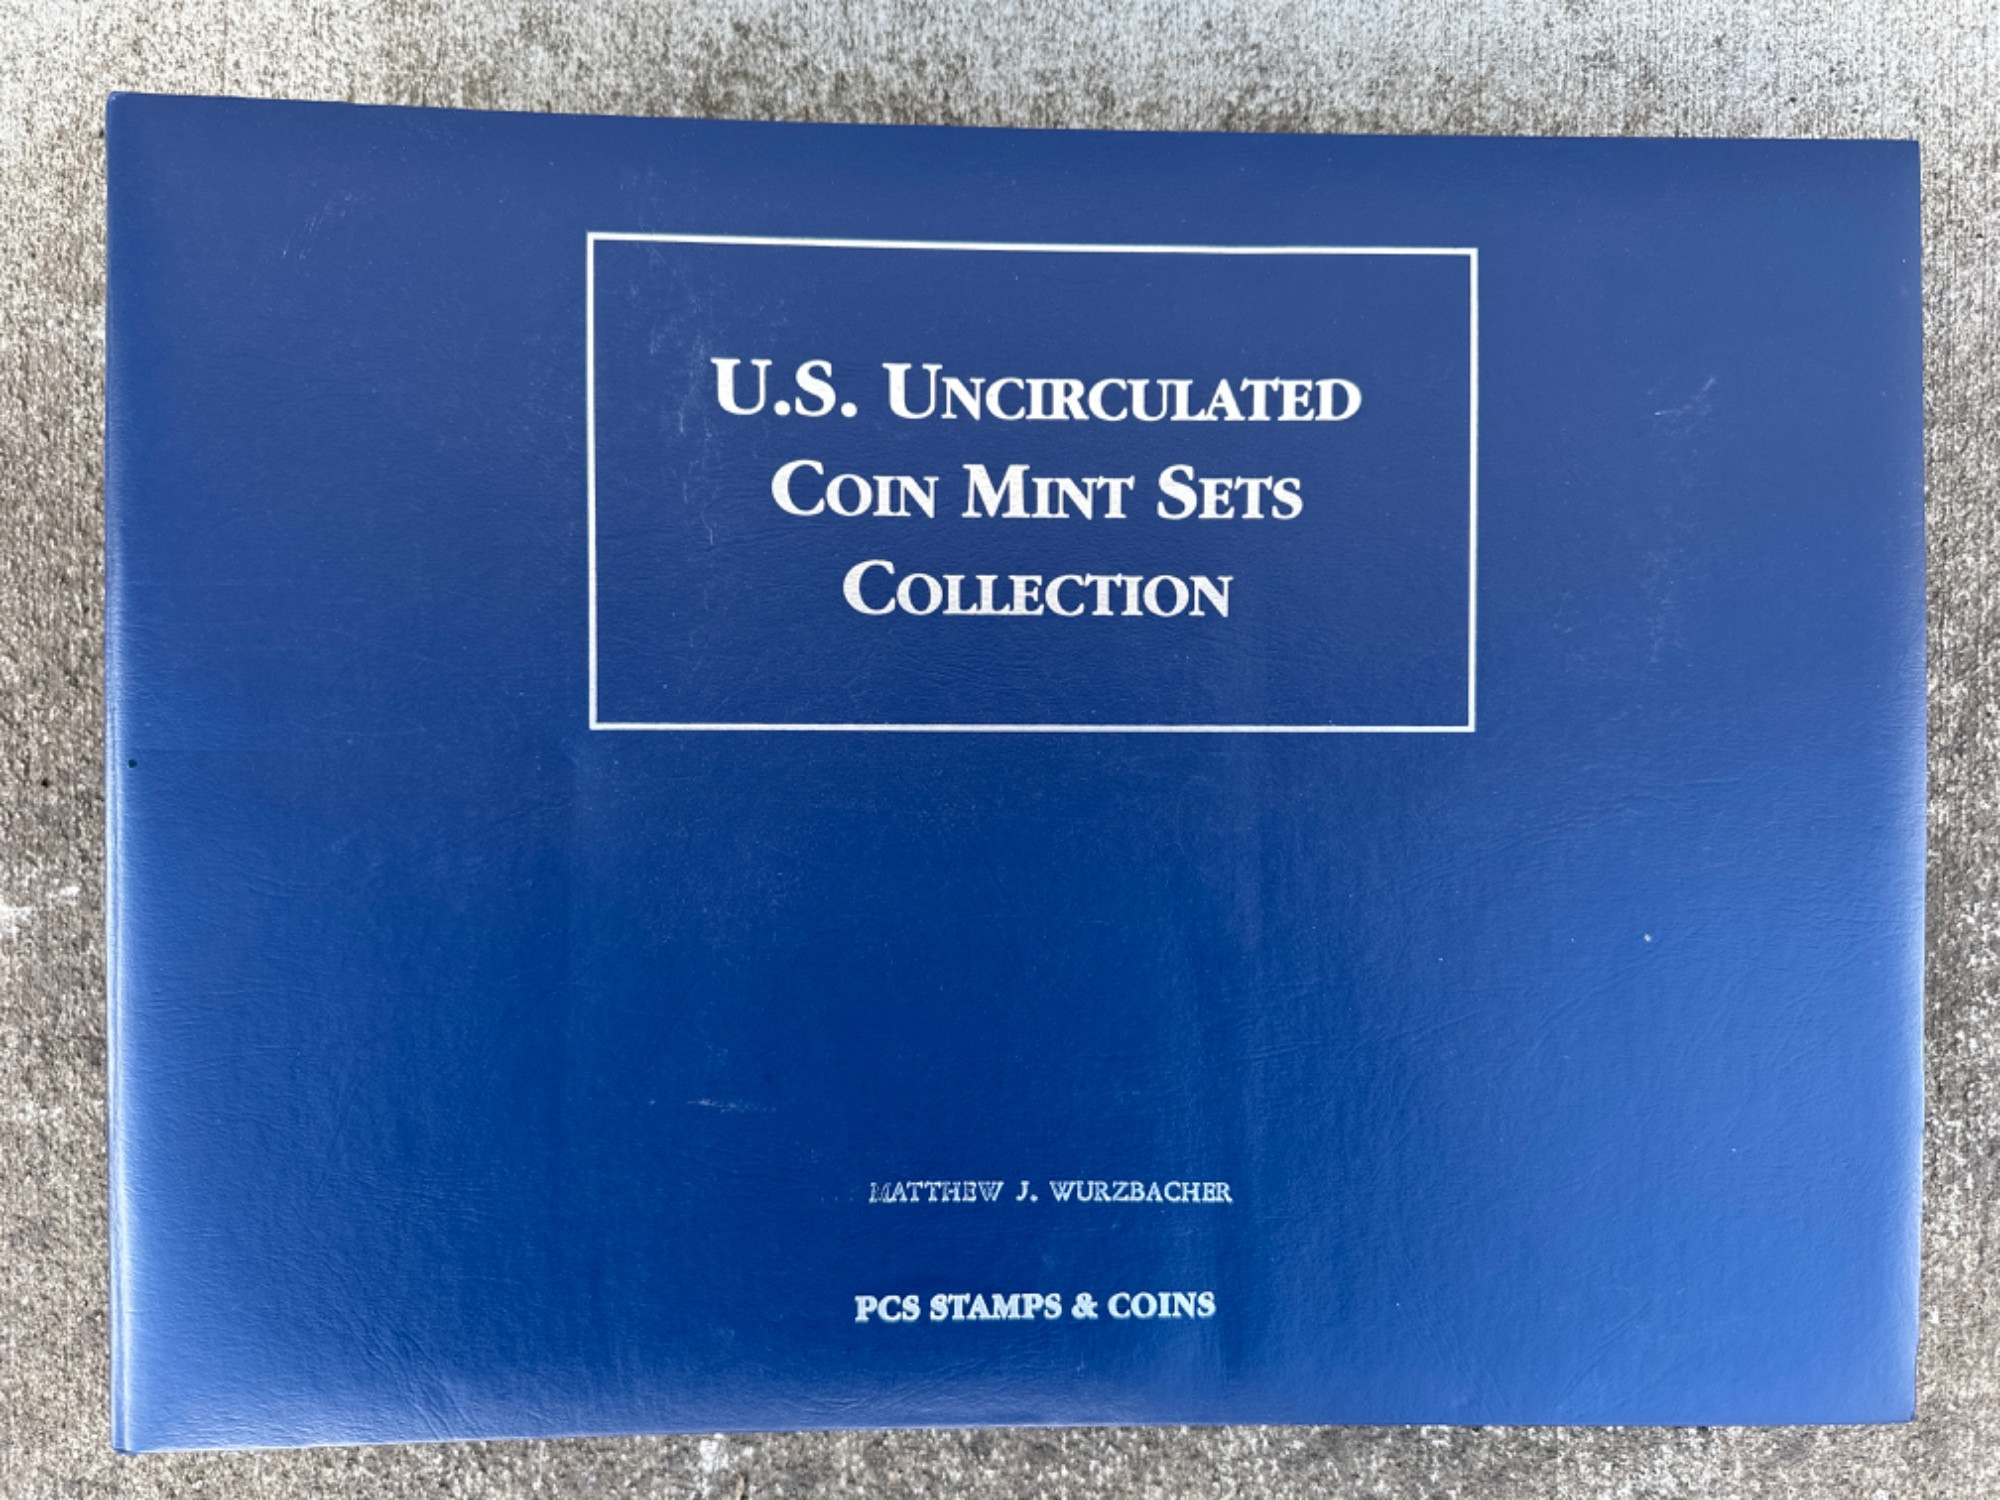 U.S. UNCIRCULATED
COIN MINT SETS
COLLECTION
MATTHEW J. WURZBACHER
PCS STAMPS & COINS